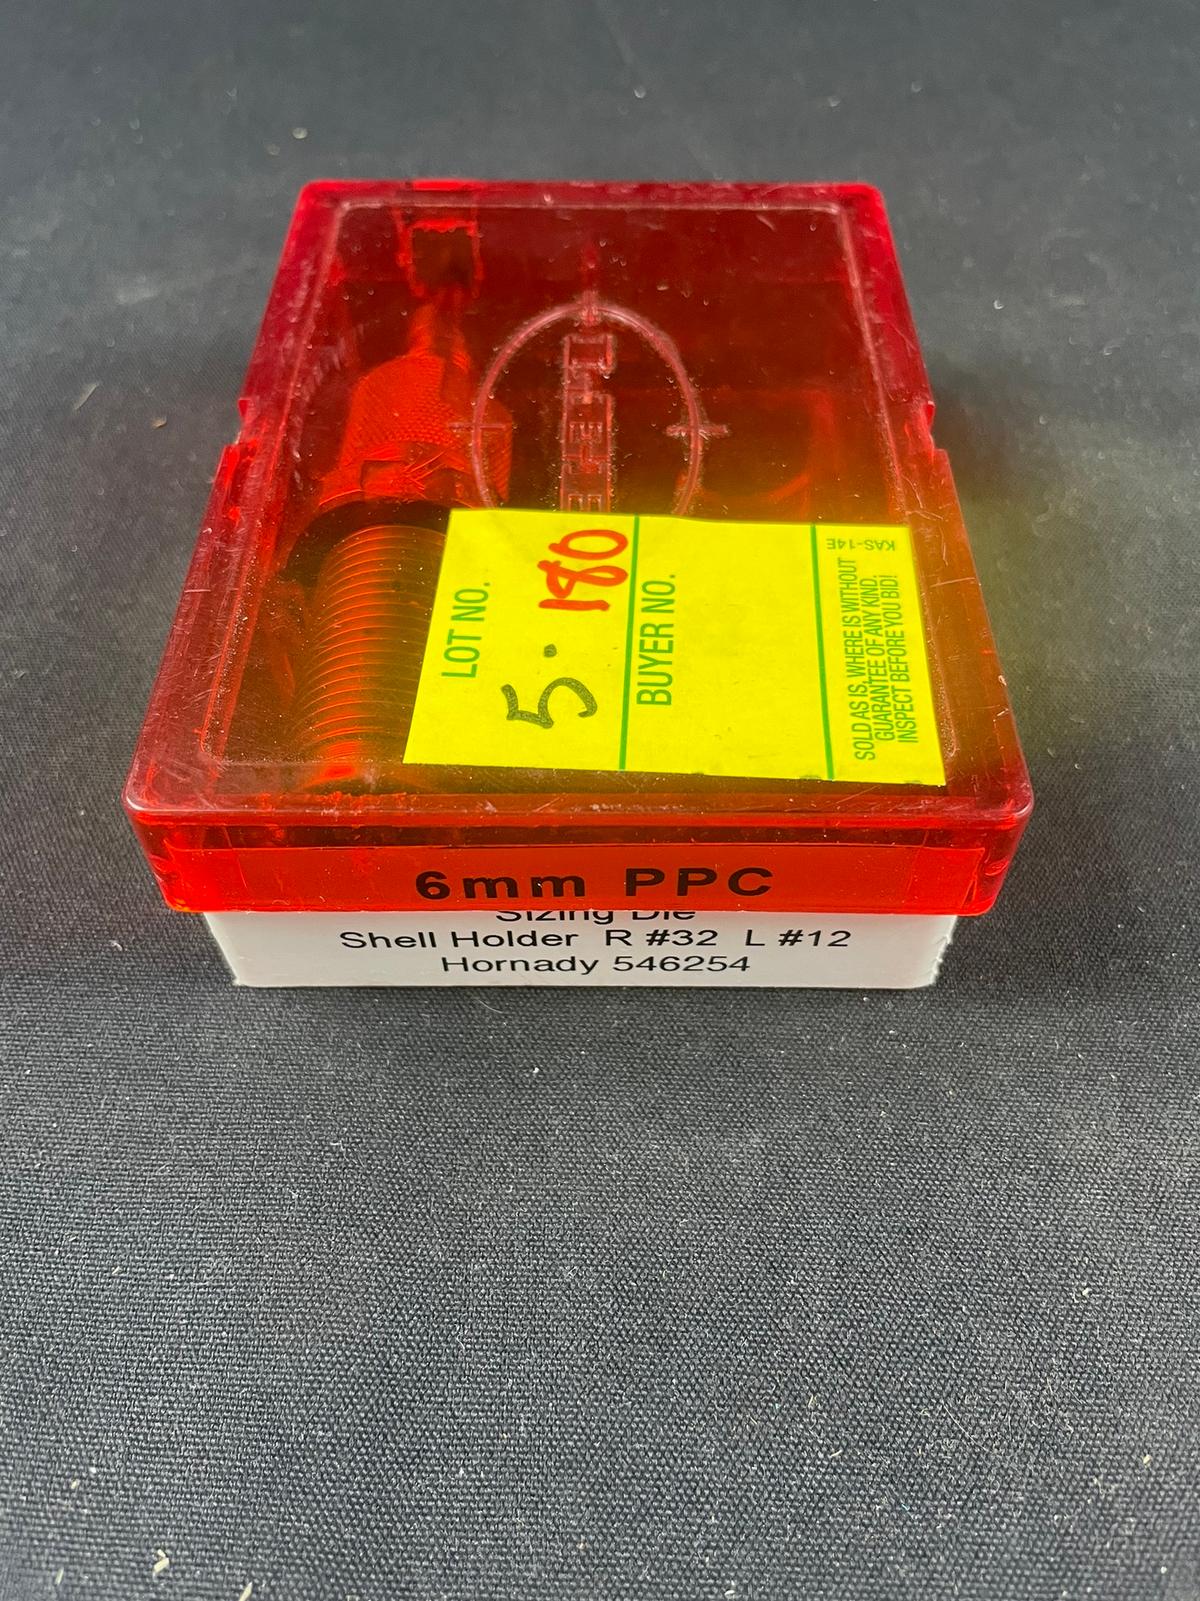 LOT NO.
5.180
BUYER NO.
SOLD AS IS, WHERE IS WITHOUT
GUARANTEE OF ANY KIND.
INSPECT BEFORE YOU BID!
KAS-14E
6mm PPC
Sizing Die
Shell Holder R #32 L #12
Hornady 546254